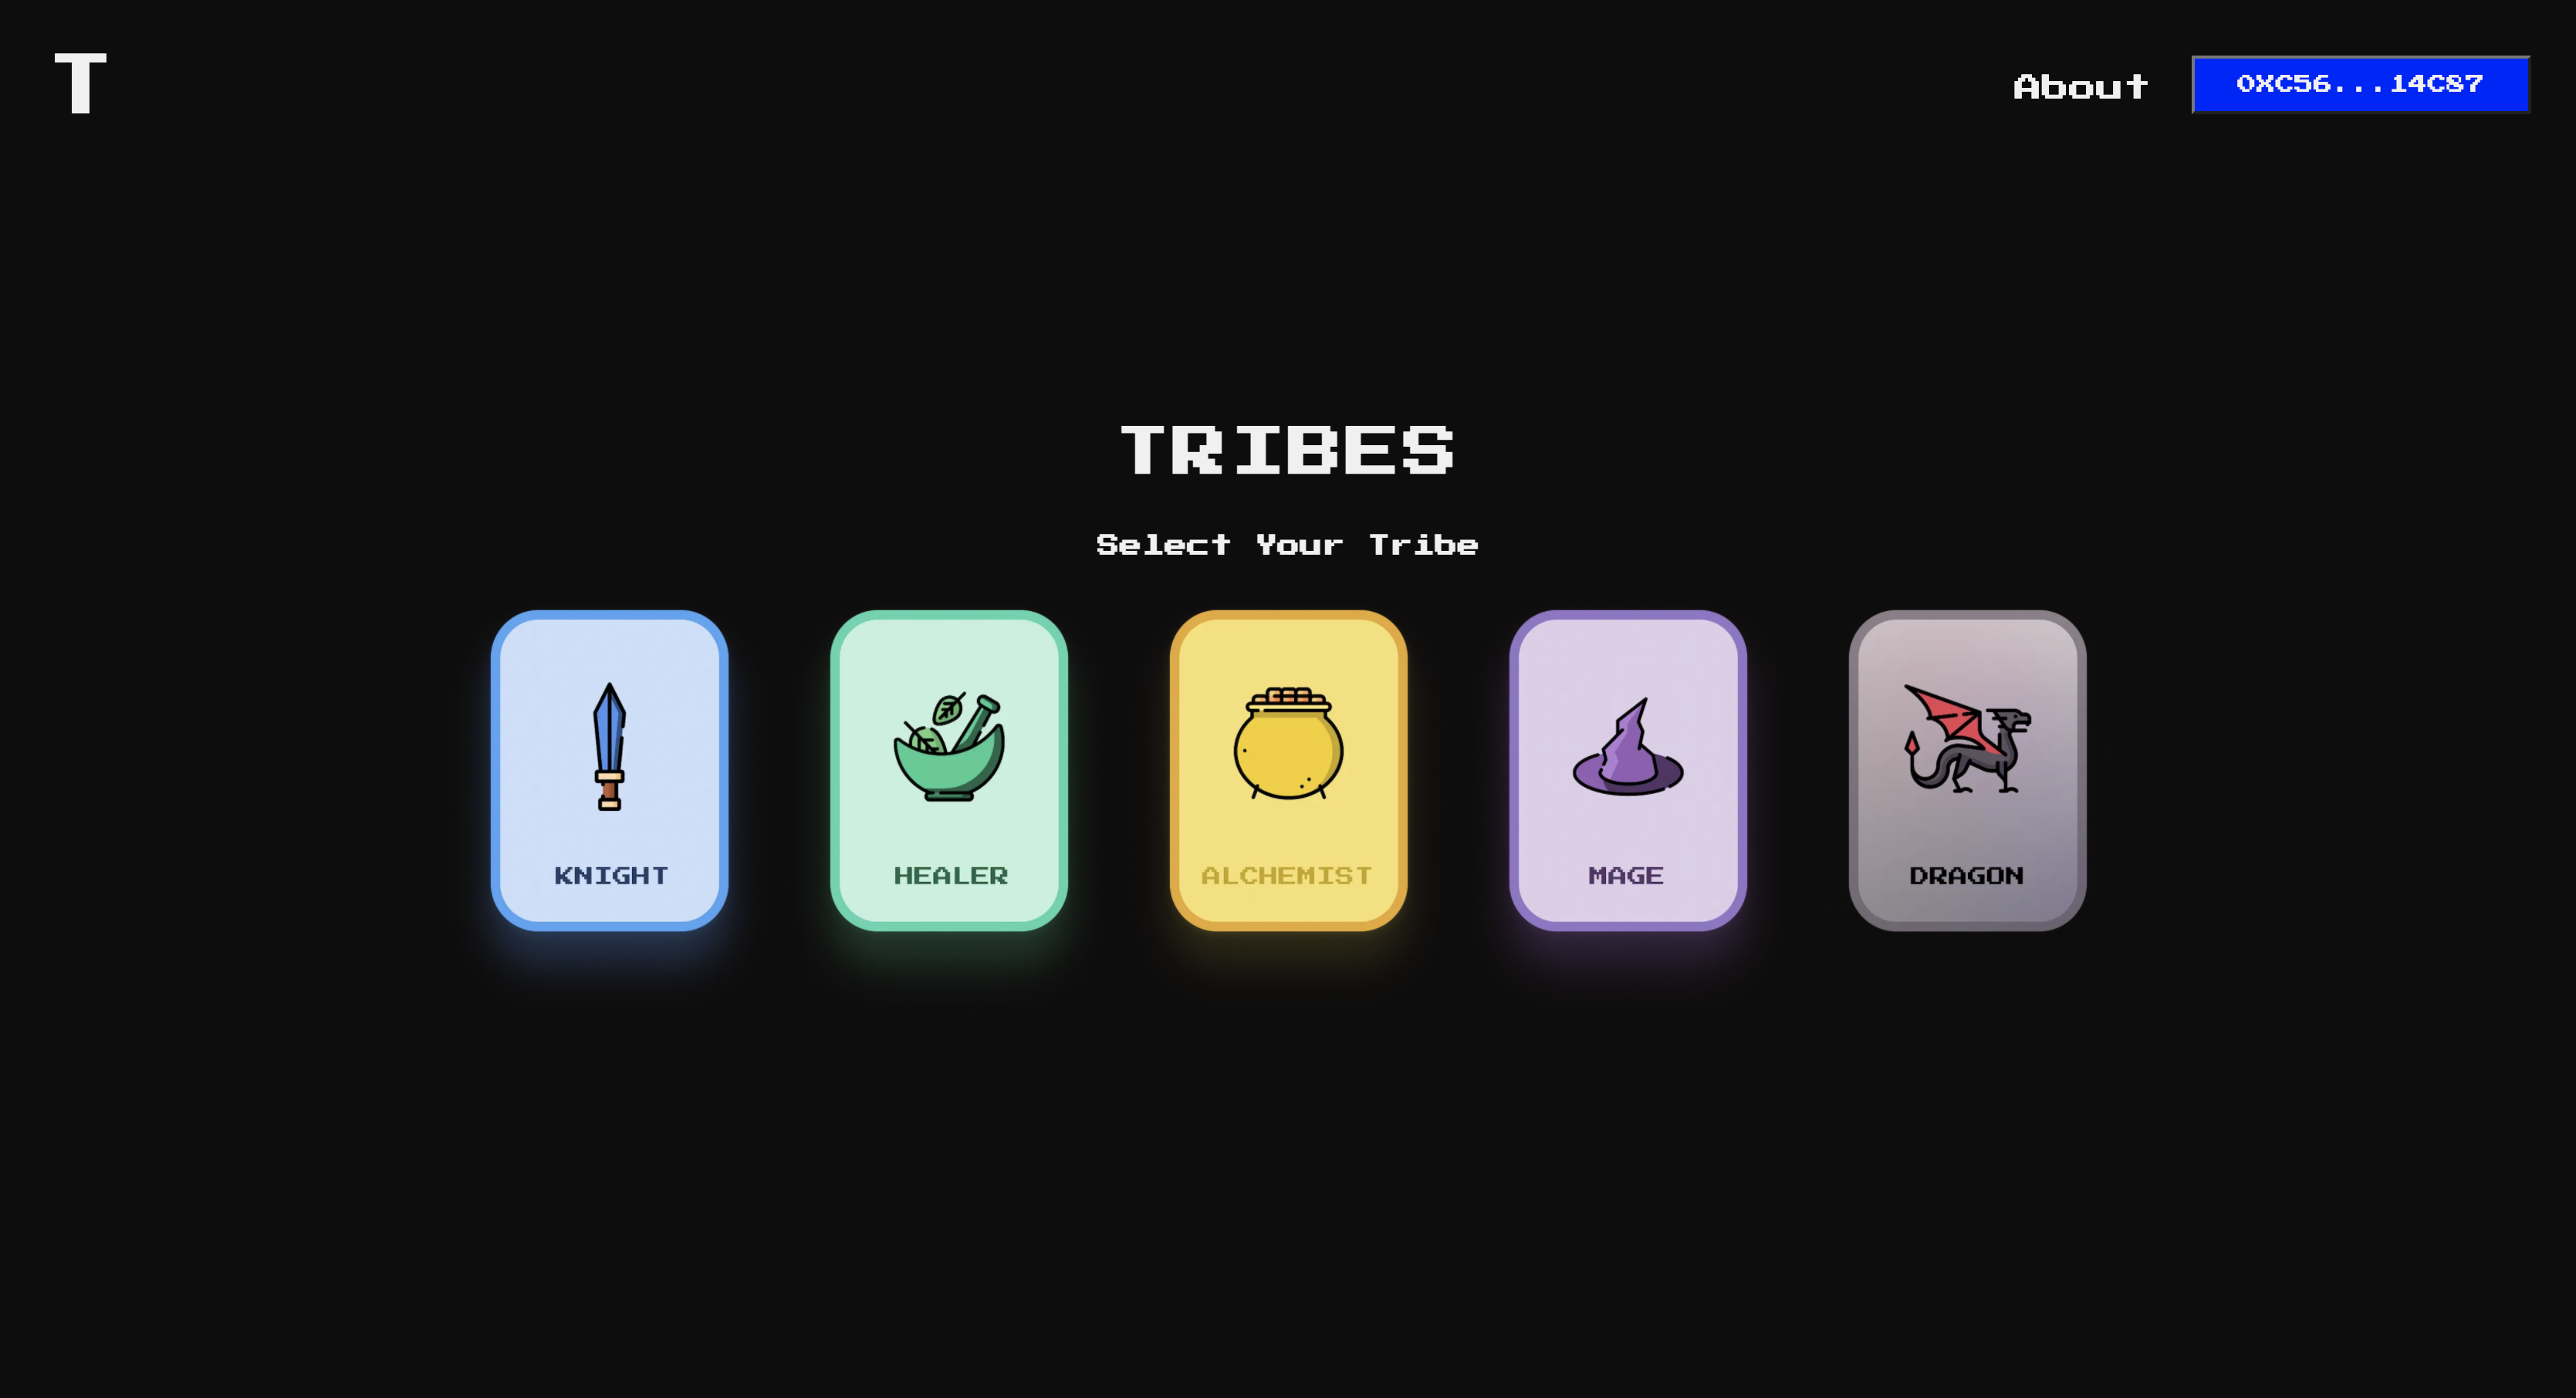 T
About
0XC56...14C87
TRIBES
Select Your Tribe
KNIGHT
HEALER
ALCHEMIST
MAGE
DRAGON